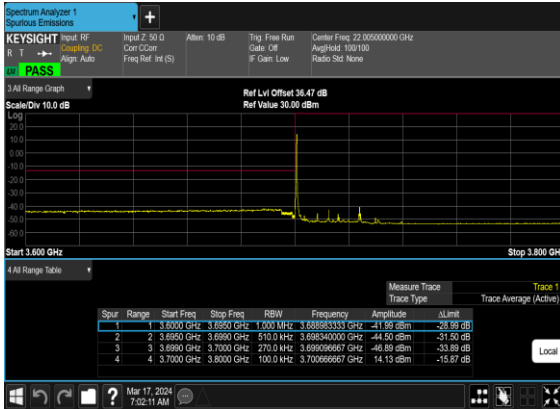 Spectrum Analyzer 1
Spurious Emissions
+
KEYSIGHT
R T
LXI
PASS
Input: RF
Coupling: DC
Align: Auto
Input Z: 50 Ω
Corr CCorr
Freq Ref: Int (S)
Atten: 10 dB
Trig: Free Run
Gate: Off
IF Gain: Low
Center Freq: 22.005000000 GHz
Avg|Hold: 100/100
Radio Std: None
3 All Range Graph
Scale/Div 10.0 dB
Ref Lvl Offset 36.47 dB
Ref Value 30.00 dBm
Log
20.0
10.0
0.00
-10.0
-20.0
-30.0
-40.0
-50.0
-60.0
Start 3.600 GHz
Stop 3.800 GH
4 All Range Table
Measure Trace Trace 1
Trace Type Trace Average (Active)
Spur Range Start Freq Stop Freq RBW Frequency Amplitude ΔLimit
1 1 3.6000 GHz 3.6950 GHz 1.000 MHz 3.688983333 GHz -41.99 dBm -28.99 dB
2 2 3.6950 GHz 3.6990 GHz 510.0 kHz 3.698340000 GHz -44.50 dBm -31.50 dB
3 3 3.6990 GHz 3.7000 GHz 270.0 kHz 3.699096667 GHz -46.89 dBm -33.89 dB
4 4 3.7000 GHz 3.8000 GHz 100.0 kHz 3.700666667 GHz 14.13 dBm -15.87 dB
Local
?
Mar 17, 2024
7:02:11 AM